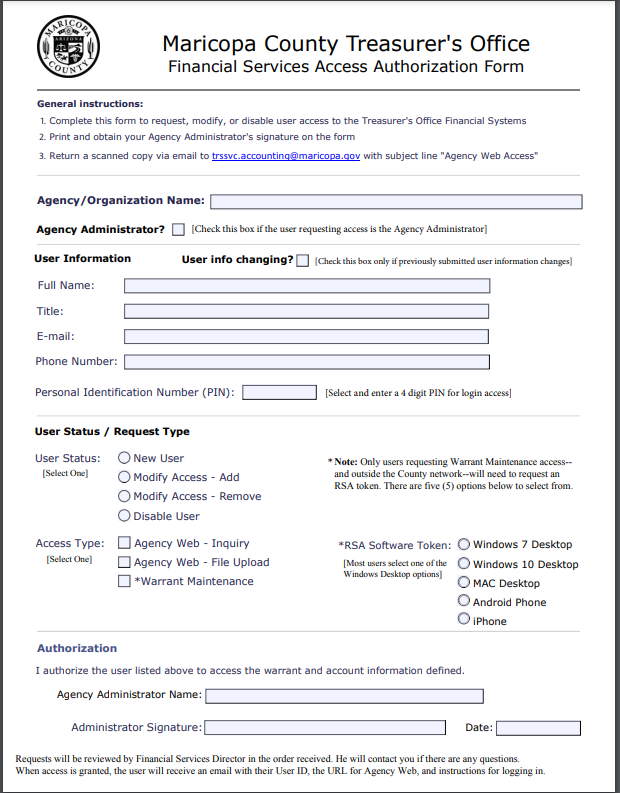 MARICOPA
ARIZONA
COUNTY
Maricopa County Treasurer's Office
Financial Services Access Authorization Form
General instructions:
1. Complete this form to request, modify, or disable user access to the Treasurer's Office Financial Systems
2. Print and obtain your Agency Administrator's signature on the form
3. Return a scanned copy via email to trssvc.accounting@maricopa.gov with subject line "Agency Web Access"
Agency/Organization Name:
Agency Administrator? [Check this box if the user requesting access is the Agency Administrator]
User Information User info changing? [Check this box only if previously submitted user information changes]
Full Name:
Title:
E-mail:
Phone Number:
Personal Identification Number (PIN): [Select and enter a 4 digit PIN for login access]
User Status / Request Type
User Status:
[Select One]
New User
Modify Access - Add
Modify Access - Remove
Disable User
* Note: Only users requesting Warrant Maintenance access--
and outside the County network--will need to request an
RSA token. There are five (5) options below to select from.
Access Type:
[Select One]
Agency Web - Inquiry
Agency Web - File Upload
*Warrant Maintenance
*RSA Software Token:
[Most users select one of the
Windows Desktop options]
Windows 7 Desktop
Windows 10 Desktop
MAC Desktop
Android Phone
iPhone
Authorization
I authorize the user listed above to access the warrant and account information defined.
Agency Administrator Name:
Administrator Signature: Date:
Requests will be reviewed by Financial Services Director in the order received. He will contact you if there are any questions.
When access is granted, the user will receive an email with their User ID, the URL for Agency Web, and instructions for logging in.